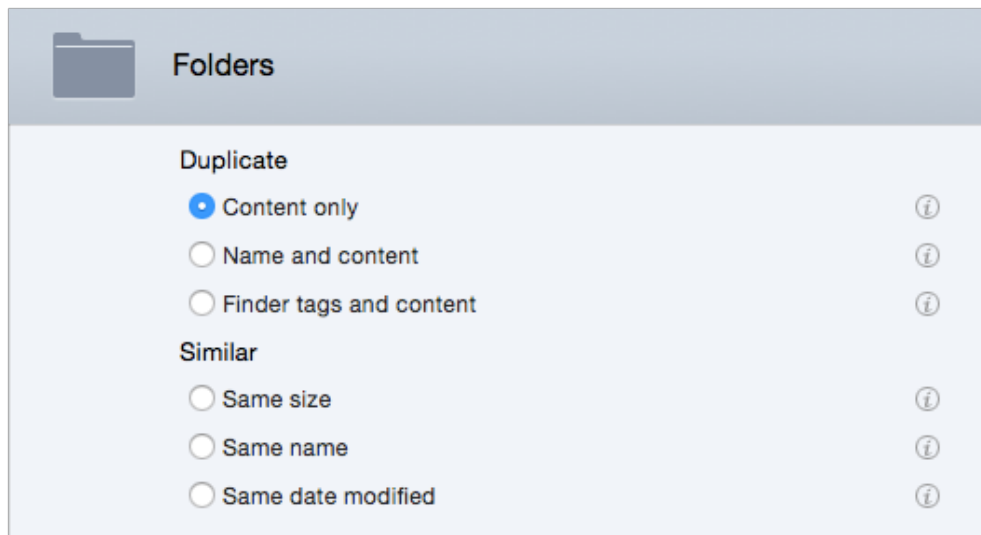 Folders
Duplicate
Content only
Name and content
Finder tags and content
Similar
Same size
Same name
Same date modified